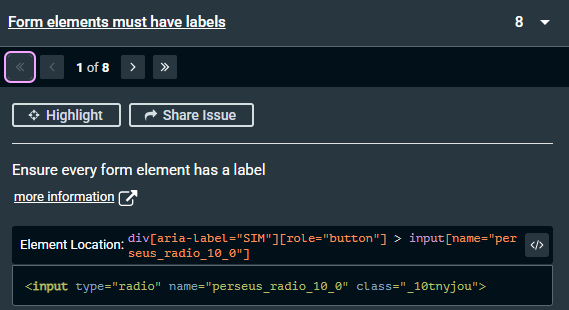 Form elements must have labels 8
1 of 8
Highlight Share Issue
Ensure every form element has a label
more information
Element Location: div[aria-label="SIM"][role="button"] > input[name="per
seus_radio_10_0"] </>
<input type="radio" name="perseus_radio_10_0" class="_10tnyjou">